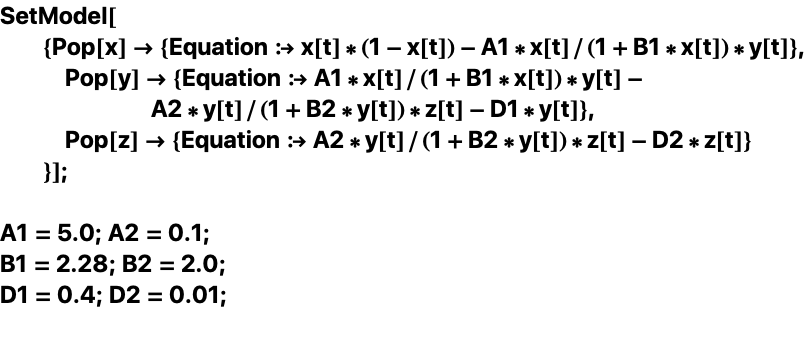 SetModel[
{Pop[x] → {Equation :→ x[t] * (1 − x[t]) − A1 * x[t] / (1 + B1 * x[t]) * y[t]},
Pop[y] → {Equation :→ A1 * x[t] / (1 + B1 * x[t]) * y[t] −
A2 * y[t] / (1 + B2 * y[t]) * z[t] − D1 * y[t]},
Pop[z] → {Equation :→ A2 * y[t] / (1 + B2 * y[t]) * z[t] − D2 * z[t]}
}];
A1 = 5.0; A2 = 0.1;
B1 = 2.28; B2 = 2.0;
D1 = 0.4; D2 = 0.01;